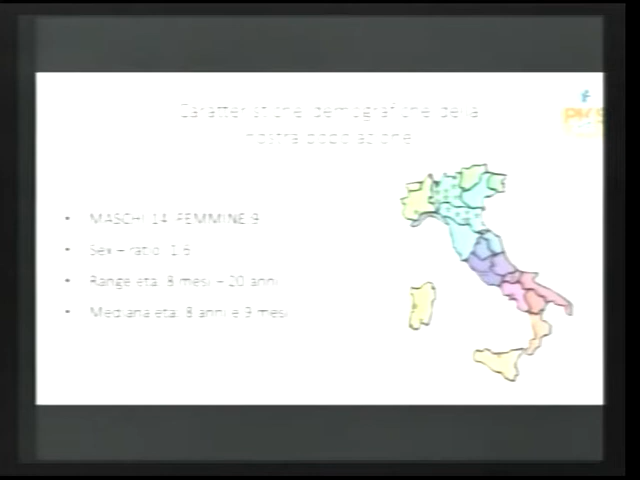 Caratteristiche demografiche della
nostra popolazione
• MASCHI 14 FEMMINE 9
• Sex – ratio 1.6
• Range età 8 mesi – 20 anni
• Mediana età 8 anni e 9 mesi